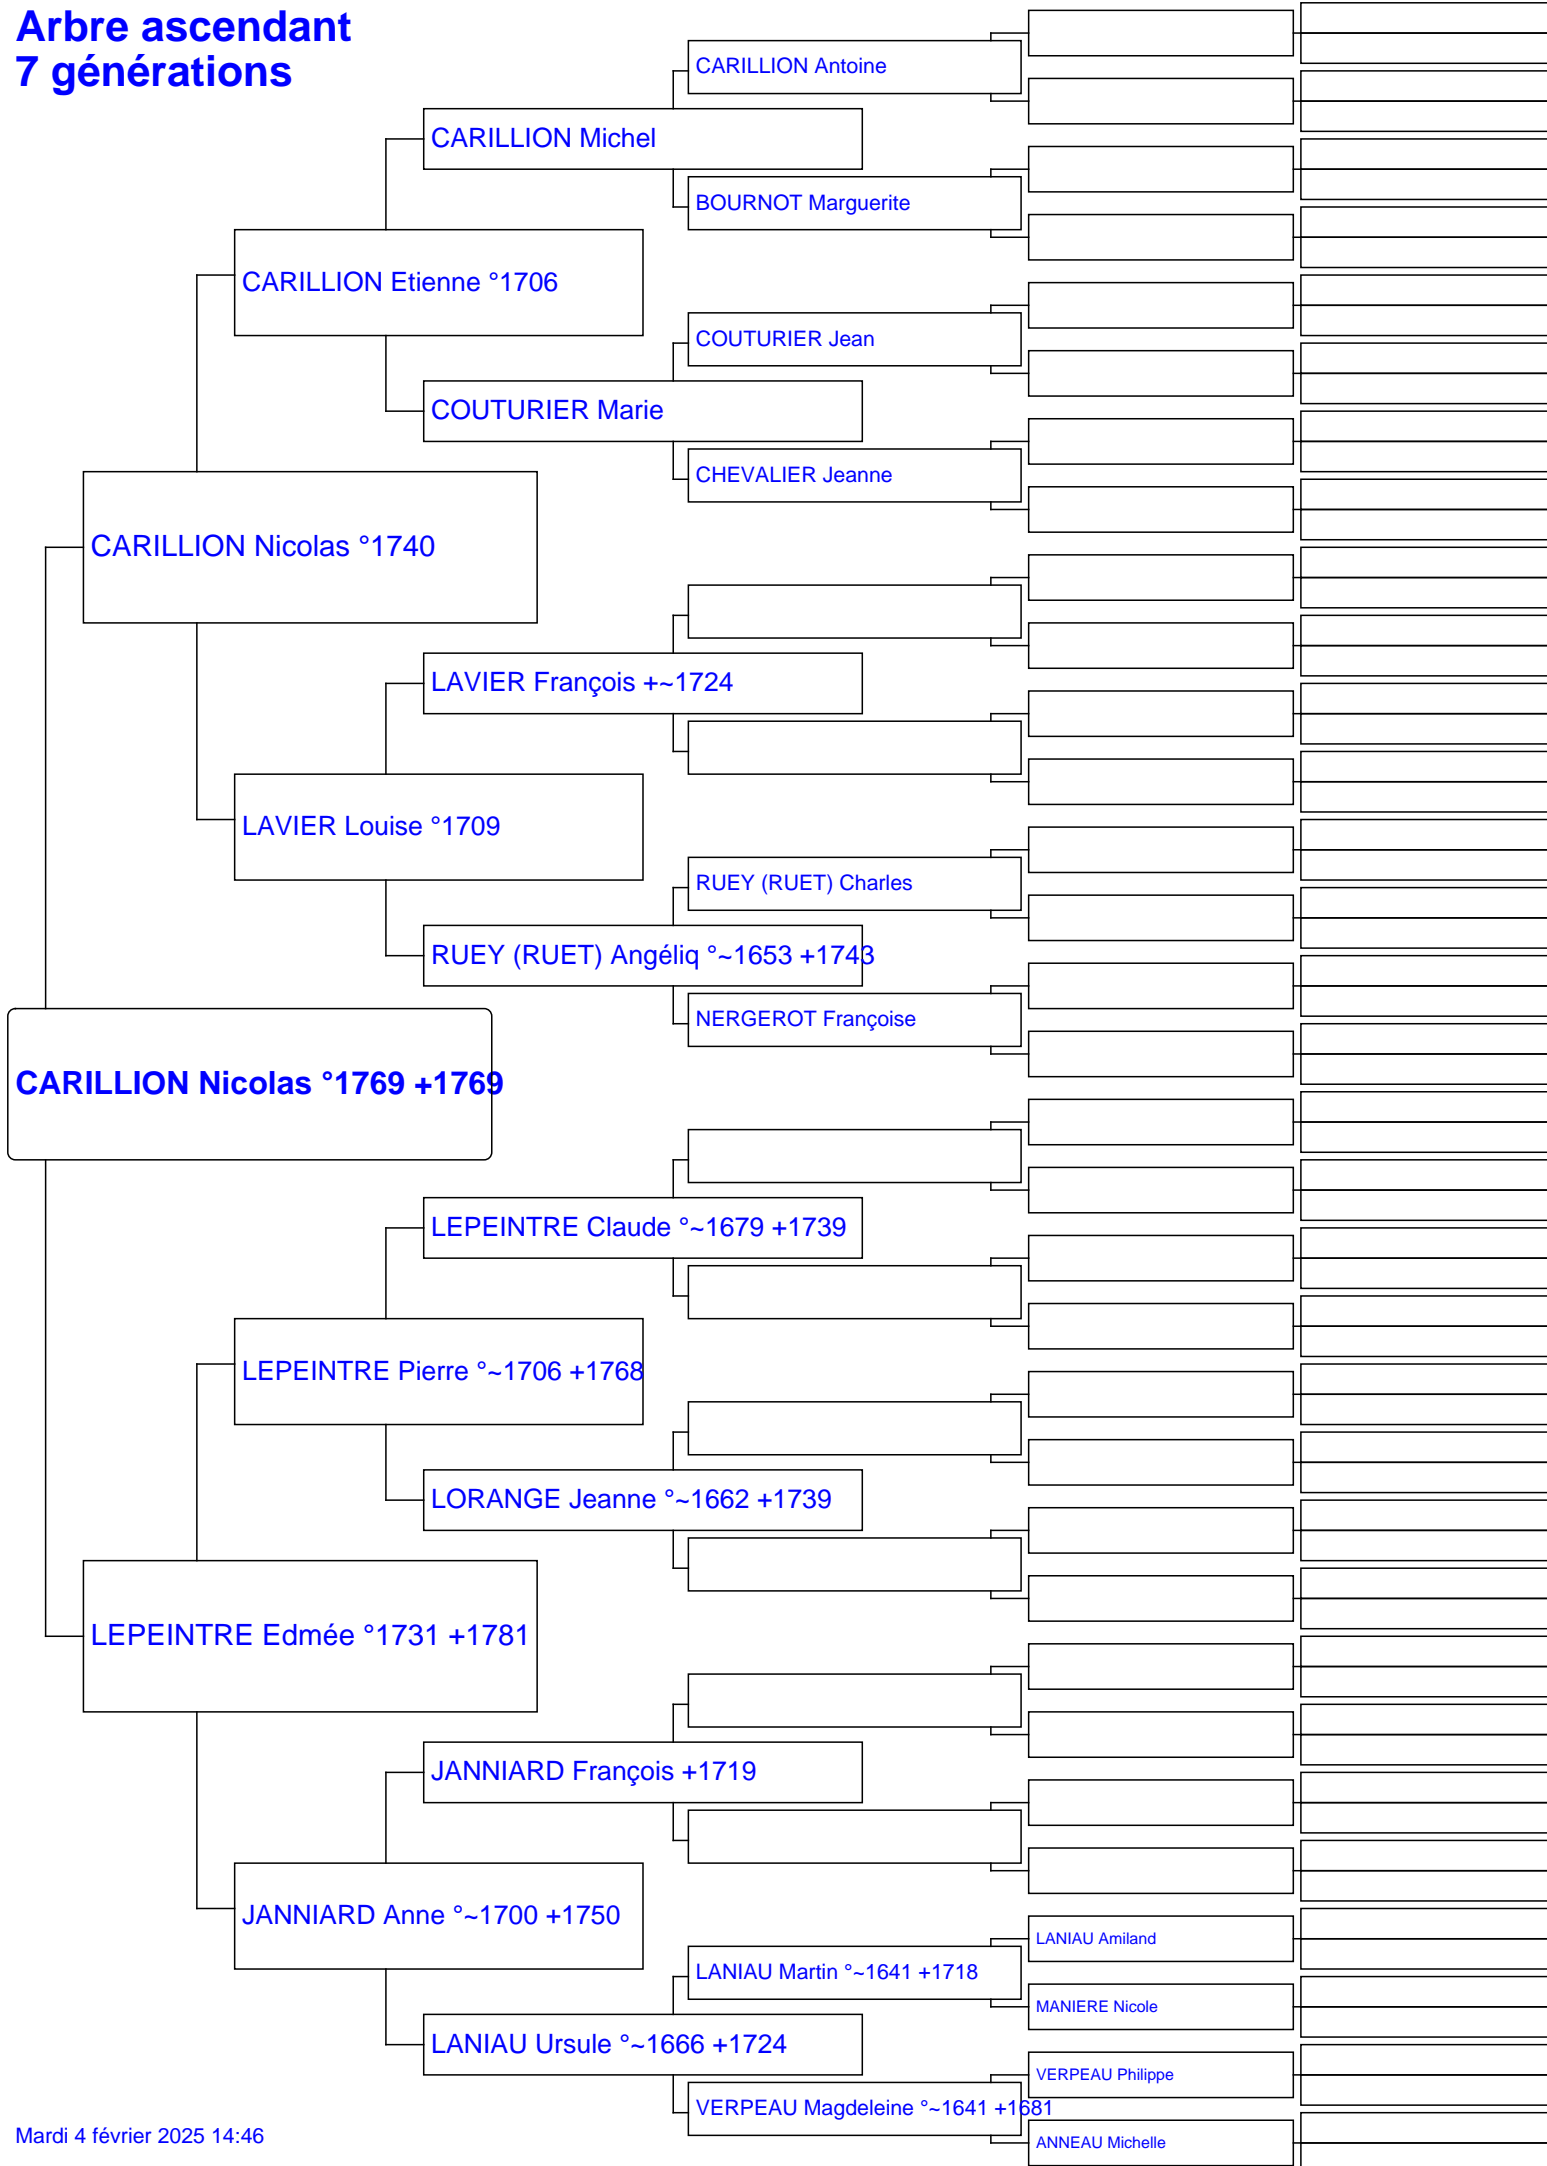 Arbre ascendant
7 générations
CARILLION Antoine
CARILLION Michel
BOURNOT Marguerite
CARILLION Etienne °1706
COUTURIER Jean
COUTURIER Marie
CHEVALIER Jeanne
CARILLION Nicolas °1740
LAVIER François +~1724
LAVIER Louise °1709
RUEY (RUET) Charles
RUEY (RUET) Angéliq °~1653 +1743
NERGEROT Françoise
CARILLION Nicolas °1769 +1769
LEPEINTRE Claude °~1679 +1739
LEPEINTRE Pierre °~1706 +1768
LORANGE Jeanne °~1662 +1739
LEPEINTRE Edmée °1731 +1781
JANNIARD François +1719
JANNIARD Anne °~1700 +1750
LANIAU Amiland
LANIAU Martin °~1641 +1718
MANIERE Nicole
LANIAU Ursule °~1666 +1724
VERPEAU Philippe
VERPEAU Magdeleine °~1641 +1681
ANNEAU Michelle
Mardi 4 février 2025 14:46